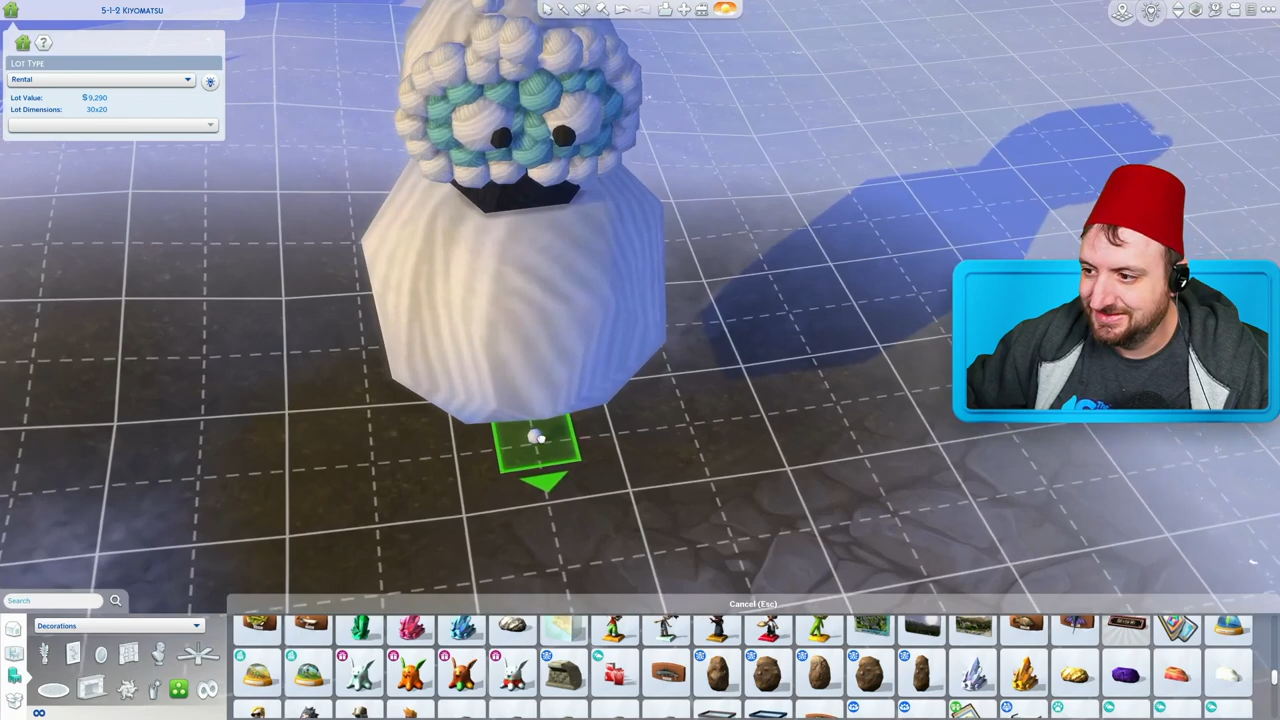 5-1-2 Kiyomatsu
Lot Type
Rental
Lot Value: §9,290
Lot Dimensions: 30x20
Cancel (Esc)
Search
Decorations